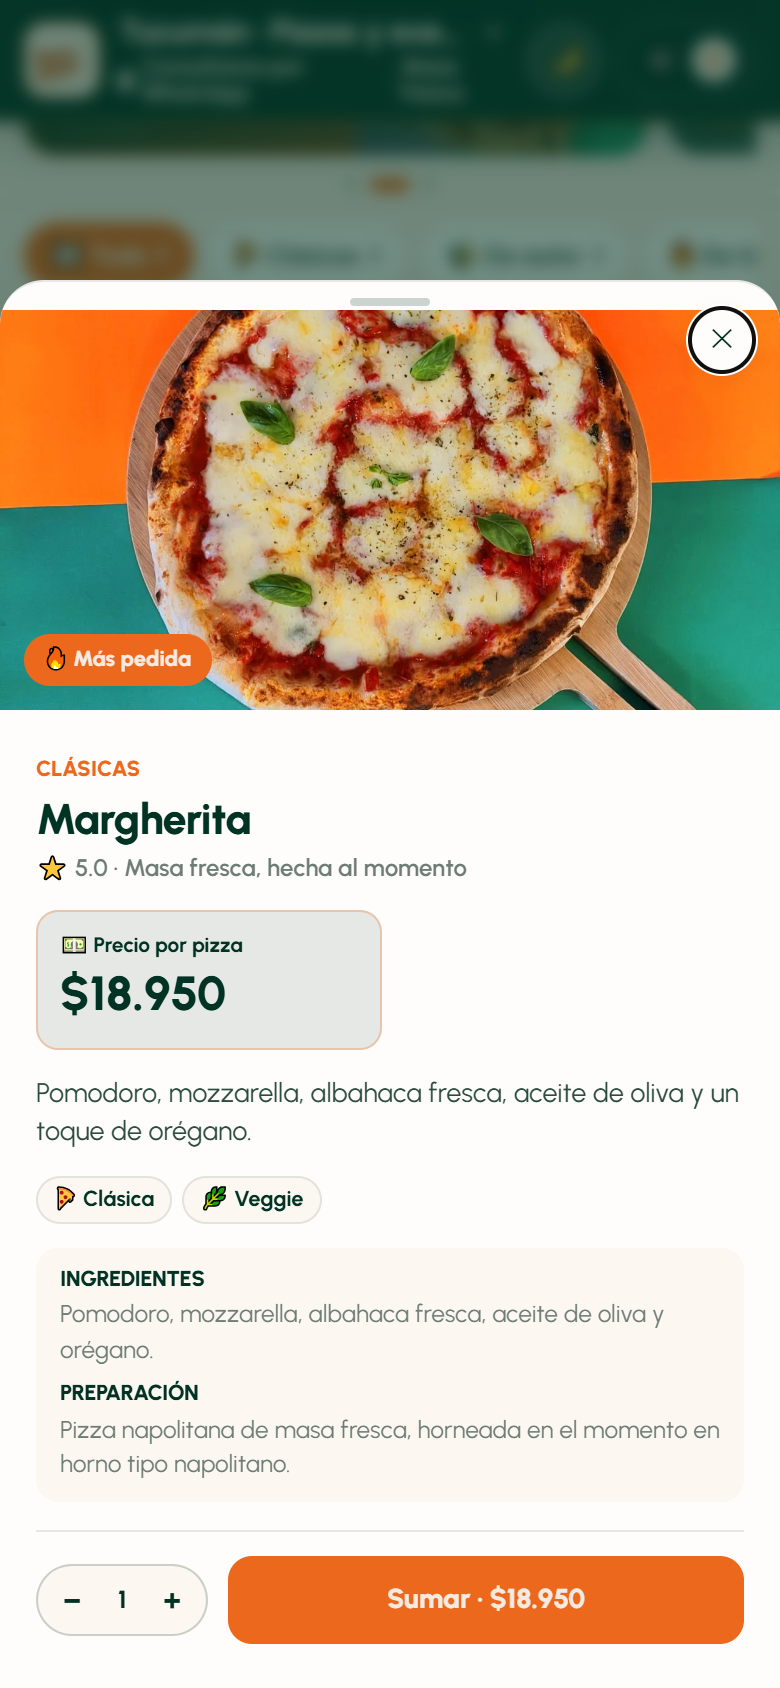 Más pedida
CLÁSICAS
Margherita
5.0 · Masa fresca, hecha al momento
Precio por pizza
$18.950
Pomodoro, mozzarella, albahaca fresca, aceite de oliva y un
toque de orégano.
Clásica
Veggie
INGREDIENTES
Pomodoro, mozzarella, albahaca fresca, aceite de oliva y
orégano.
PREPARACIÓN
Pizza napolitana de masa fresca, horneada en el momento en
horno tipo napolitano.
− 1 +
Sumar · $18.950